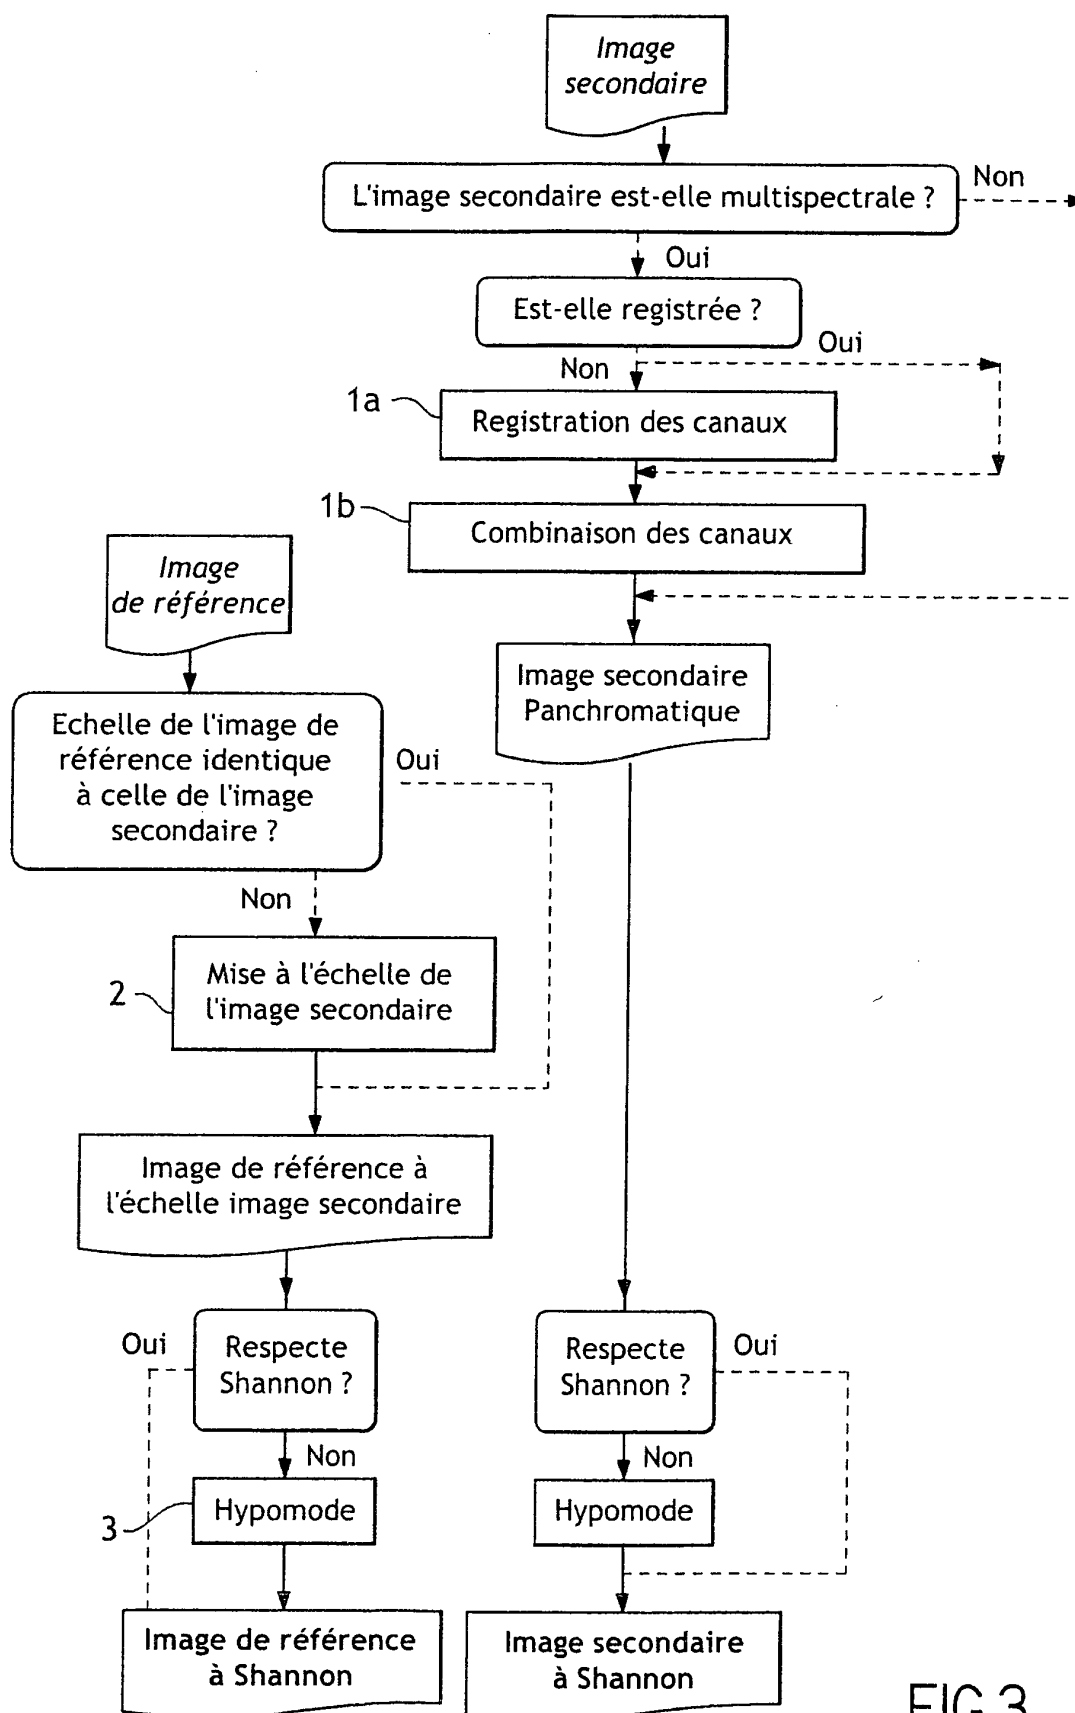 Image
secondaire
L'image secondaire est-elle multispectrale ?
Non
Oui
Est-elle registrée ?
Oui
Non
1a
Registration des canaux
1b
Combinaison des canaux
Image
de référence
Image secondaire
Panchromatique
Echelle de l'image de
référence identique
à celle de l'image
secondaire ?
Oui
Non
2
Mise à l'échelle de
l'image secondaire
Image de référence à
l'échelle image secondaire
Oui
Respecte
Shannon ?
Respecte
Shannon ?
Oui
Non
Non
3
Hypomode
Hypomode
Image de référence
à Shannon
Image secondaire
à Shannon
FIG.3